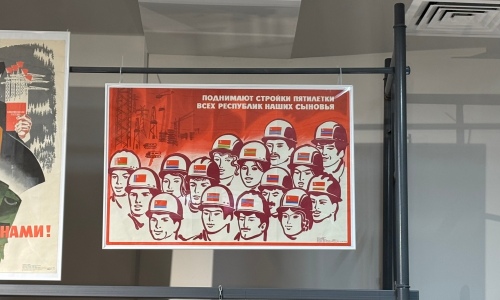 ПОДНИМАЮТ СТРОЙКИ ПЯТИЛЕТКИ
ВСЕХ РЕСПУБЛИК НАШИХ СЫНОВЬЯ
НАМИ!